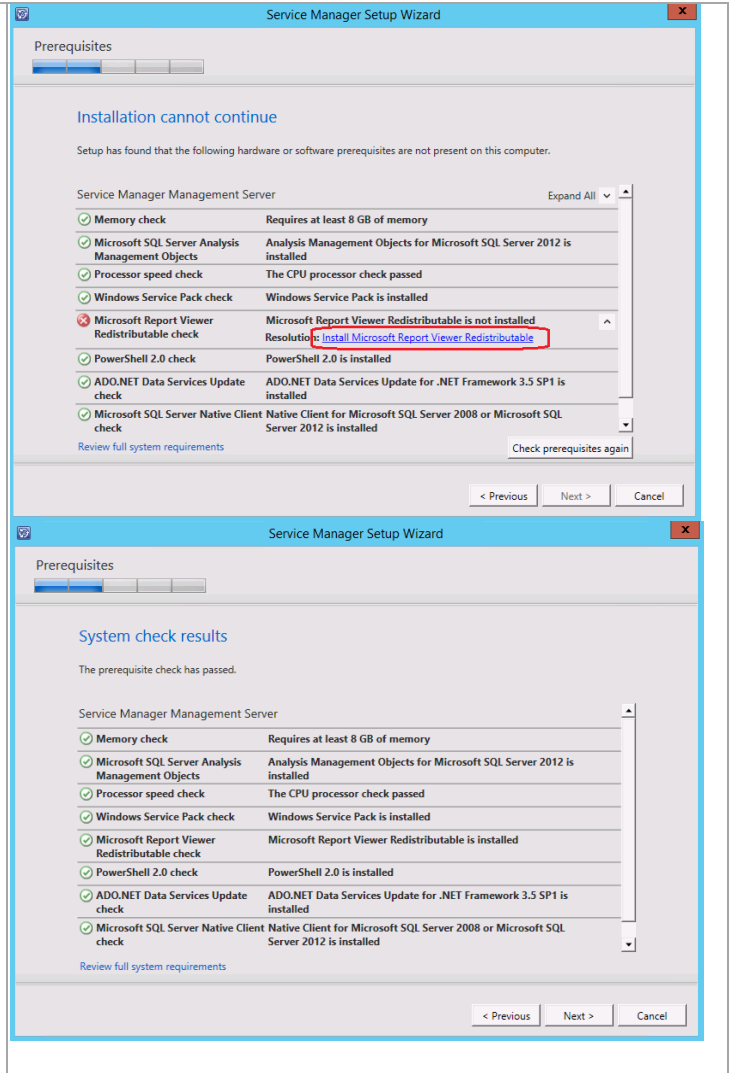 Service Manager Setup Wizard
x
Prerequisites
Installation cannot continue
Setup has found that the following hardware or software prerequisites are not present on this computer.
Service Manager Management Server Expand All
Memory check Requires at least 8 GB of memory
Microsoft SQL Server Analysis Analysis Management Objects for Microsoft SQL Server 2012 is
Management Objects installed
Processor speed check The CPU processor check passed
Windows Service Pack check Windows Service Pack is installed
Microsoft Report Viewer Microsoft Report Viewer Redistributable is not installed
Redistributable check Resolution: Install Microsoft Report Viewer Redistributable
PowerShell 2.0 check PowerShell 2.0 is installed
ADO.NET Data Services Update ADO.NET Data Services Update for .NET Framework 3.5 SP1 is
check installed
Microsoft SQL Server Native Client Native Client for Microsoft SQL Server 2008 or Microsoft SQL
check Server 2012 is installed
Review full system requirements Check prerequisites again
< Previous Next > Cancel
Service Manager Setup Wizard
x
Prerequisites
System check results
The prerequisite check has passed.
Service Manager Management Server
Memory check Requires at least 8 GB of memory
Microsoft SQL Server Analysis Analysis Management Objects for Microsoft SQL Server 2012 is
Management Objects installed
Processor speed check The CPU processor check passed
Windows Service Pack check Windows Service Pack is installed
Microsoft Report Viewer Microsoft Report Viewer Redistributable is installed
Redistributable check
PowerShell 2.0 check PowerShell 2.0 is installed
ADO.NET Data Services Update ADO.NET Data Services Update for .NET Framework 3.5 SP1 is
check installed
Microsoft SQL Server Native Client Native Client for Microsoft SQL Server 2008 or Microsoft SQL
check Server 2012 is installed
Review full system requirements
< Previous Next > Cancel